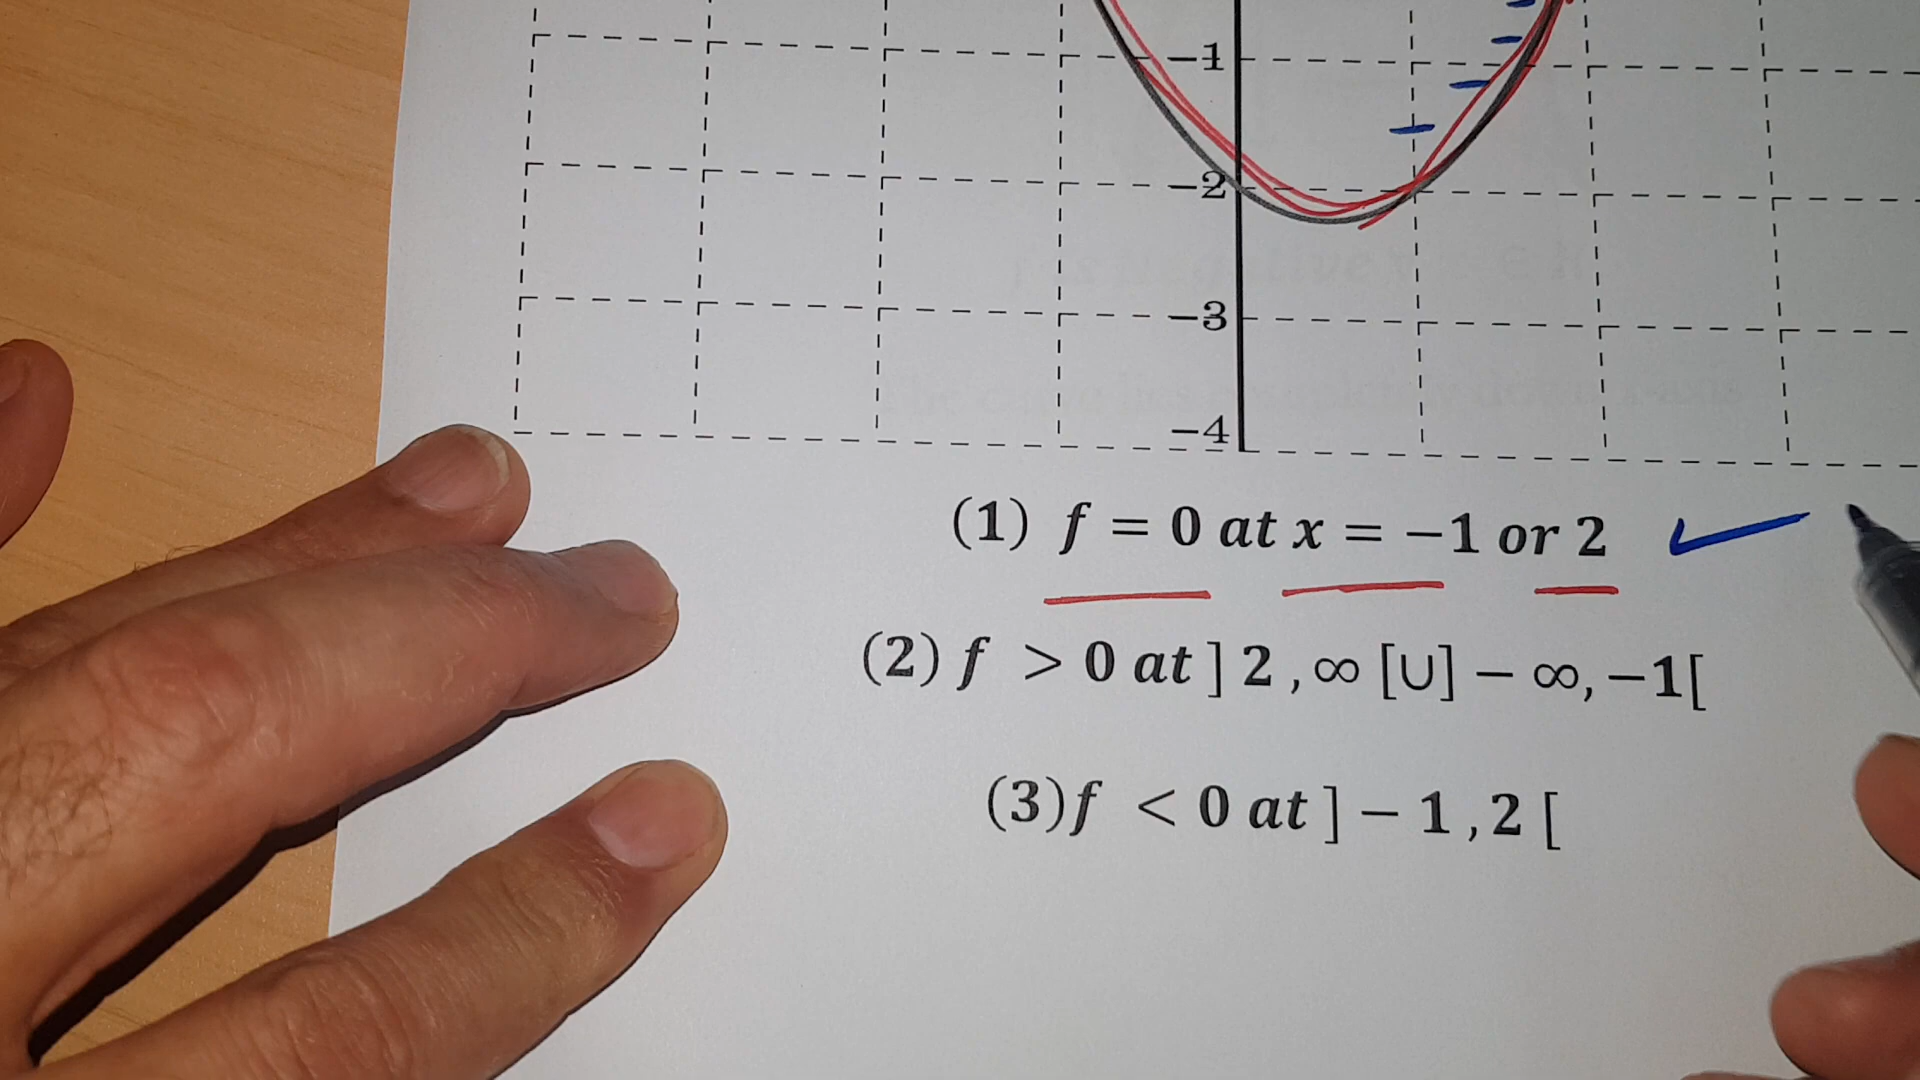 −1
−2
−3
−4
(1) f = 0 at x = −1 or 2
(2) f > 0 at ] 2 , ∞ [∪] − ∞, −1[
(3)f < 0 at ] − 1 , 2 [